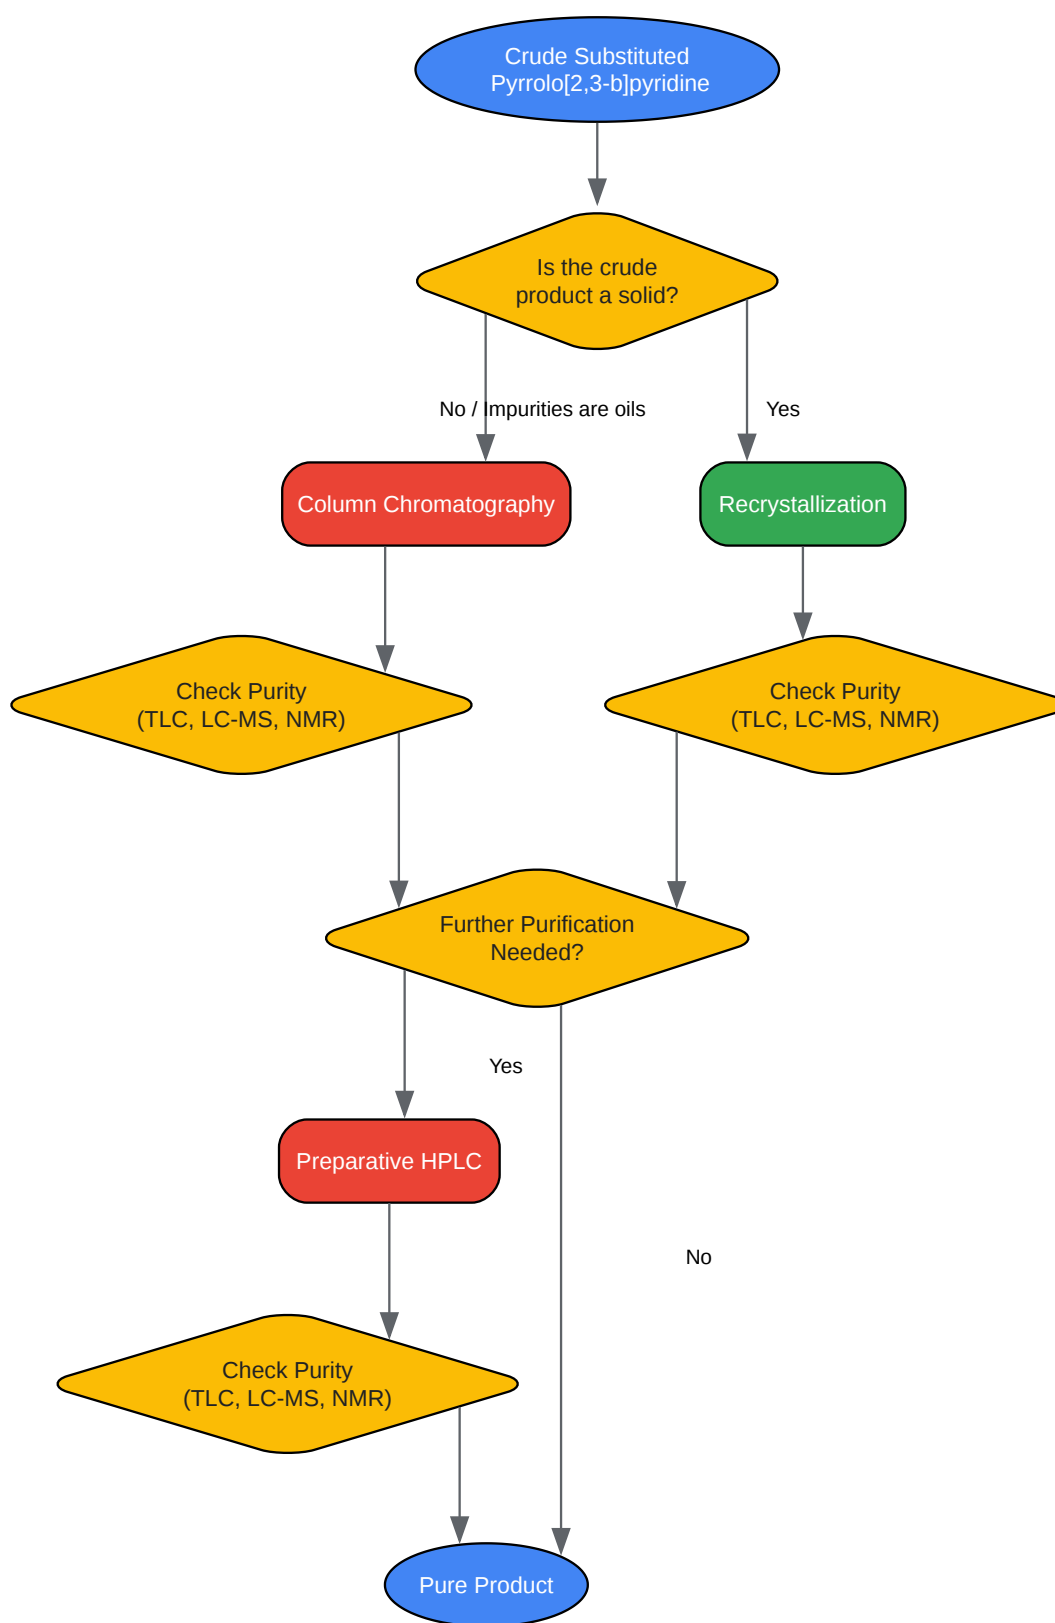 Crude Substituted
Pyrrolo[2,3-b]pyridine
Is the crude
product a solid?
No / Impurities are oils
Yes
Column Chromatography
Recrystallization
Check Purity
(TLC, LC-MS, NMR)
Check Purity
(TLC, LC-MS, NMR)
Further Purification
Needed?
Yes
Preparative HPLC
No
Check Purity
(TLC, LC-MS, NMR)
Pure Product